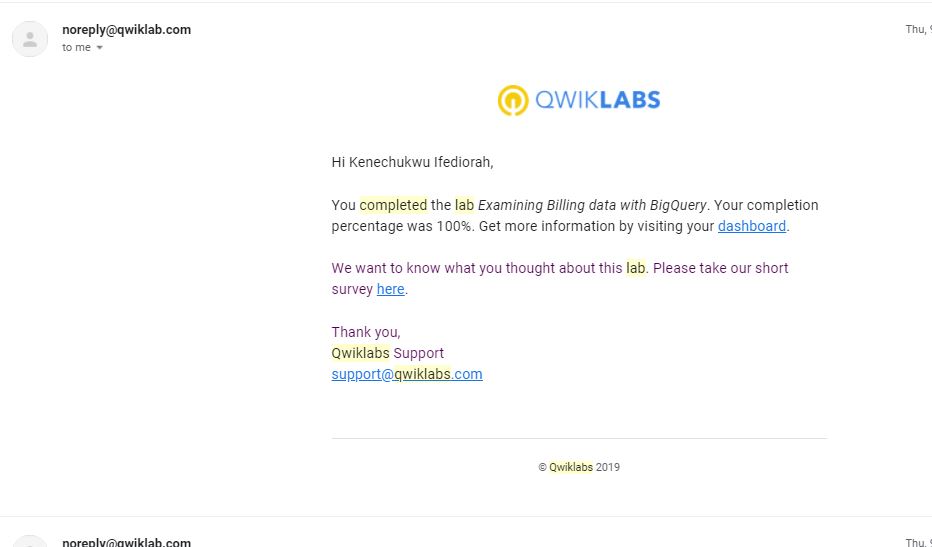 noreply@qwiklab.com
Thu, 9
to me
QWIKLABS
Hi Kenechukwu Ifediorah,
You completed the lab Examining Billing data with BigQuery. Your completion
percentage was 100%. Get more information by visiting your dashboard.
We want to know what you thought about this lab. Please take our short
survey here.
Thank you,
Qwiklabs Support
support@qwiklabs.com
© Qwiklabs 2019
noreply@qwiklab.com
Thu, 9